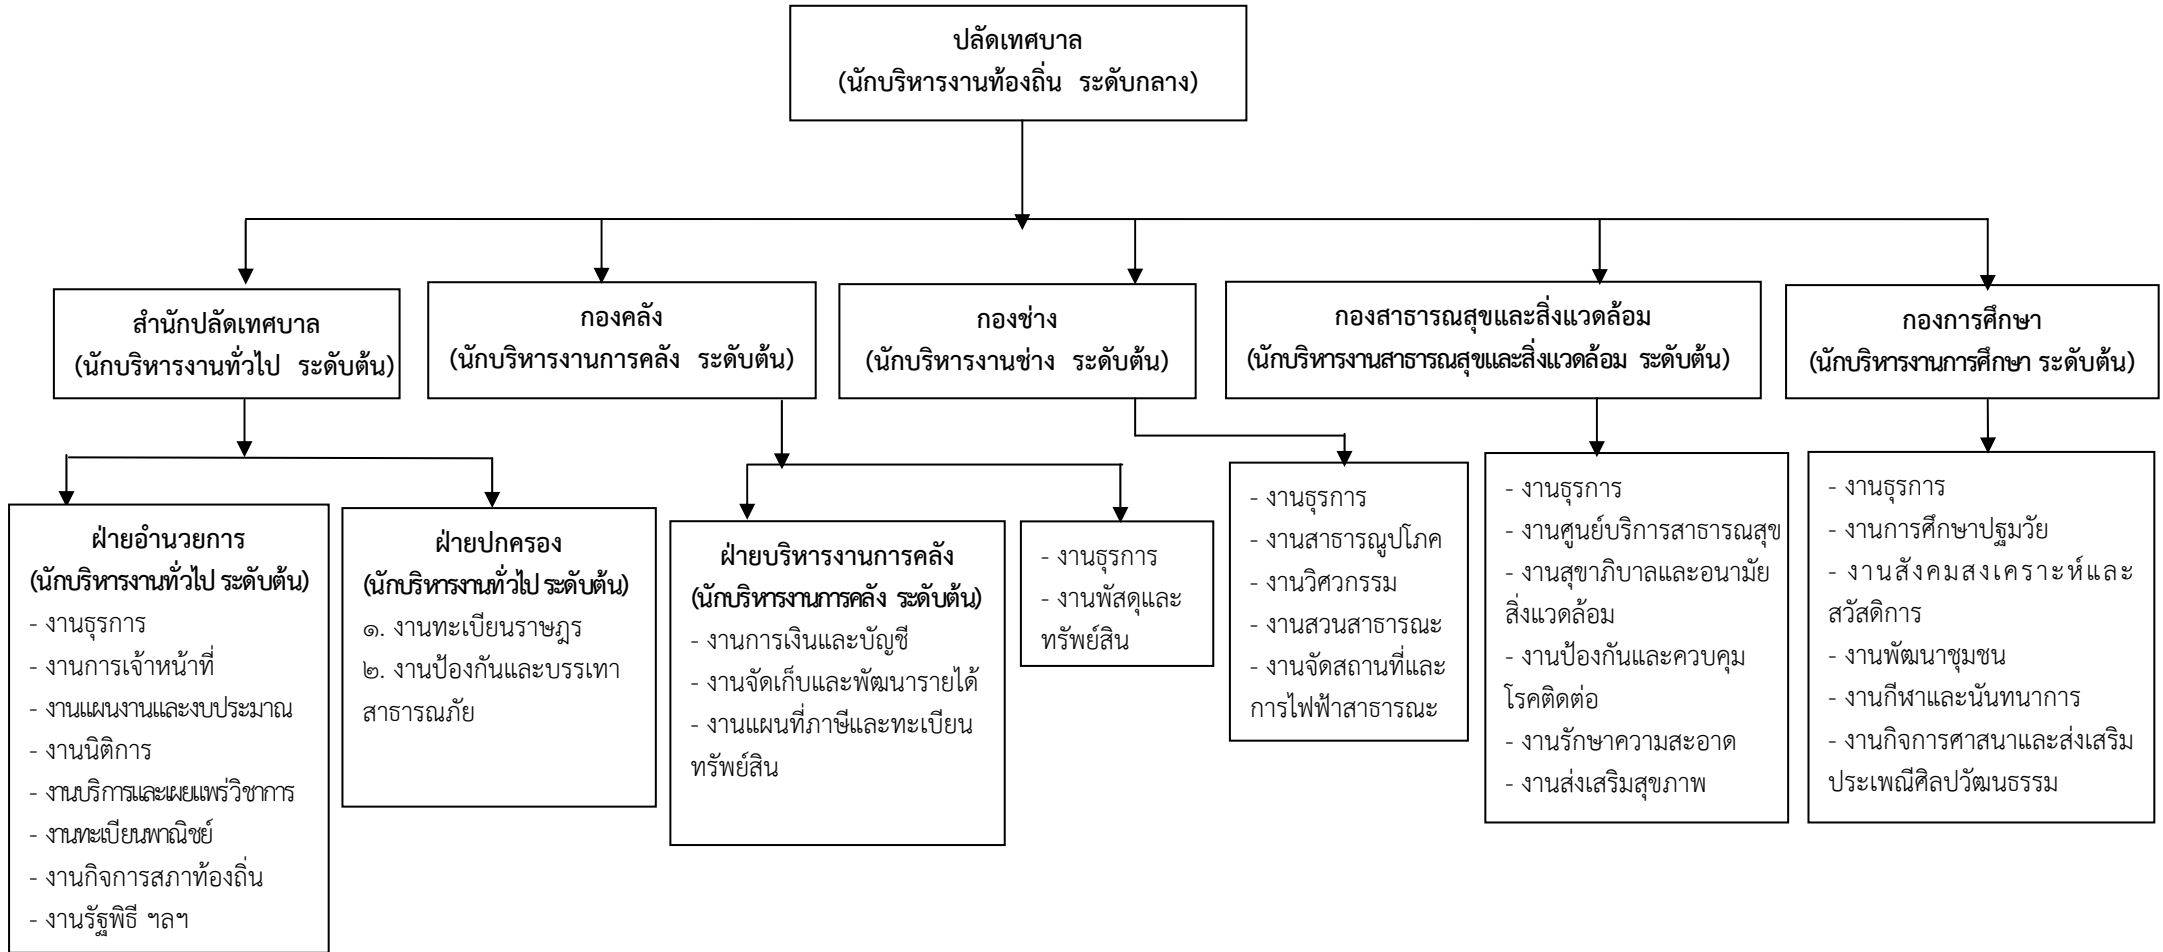 ปลัดเทศบาล
(นักบริหารงานท้องถิ่น ระดับกลาง)
สำนักปลัดเทศบาล
(นักบริหารงานทั่วไป ระดับต้น)
กองคลัง
(นักบริหารงานการคลัง ระดับต้น)
กองช่าง
(นักบริหารงานช่าง ระดับต้น)
กองสาธารณสุขและสิ่งแวดล้อม
(นักบริหารงานสาธารณสุขและสิ่งแวดล้อม ระดับต้น)
กองการศึกษา
(นักบริหารงานการศึกษา ระดับต้น)
ฝ่ายอำนวยการ
(นักบริหารงานทั่วไป ระดับต้น)
- งานธุรการ
- งานการเจ้าหน้าที่
- งานแผนงานและงบประมาณ
- งานนิติการ
- งานบริการและเผยแพร่วิชาการ
- งานทะเบียนพาณิชย์
- งานกิจการสภาท้องถิ่น
- งานรัฐพิธี ฯลฯ
ฝ่ายปกครอง
(นักบริหารงานทั่วไป ระดับต้น)
๑. งานทะเบียนราษฎร
๒. งานป้องกันและบรรเทา
สาธารณภัย
ฝ่ายบริหารงานการคลัง
(นักบริหารงานการคลัง ระดับต้น)
- งานการเงินและบัญชี
- งานจัดเก็บและพัฒนารายได้
- งานแผนที่ภาษีและทะเบียน
ทรัพย์สิน
- งานธุรการ
- งานพัสดุและ
ทรัพย์สิน
- งานธุรการ
- งานสาธารณูปโภค
- งานวิศวกรรม
- งานสวนสาธารณะ
- งานจัดสถานที่และ
การไฟฟ้าสาธารณะ
- งานธุรการ
- งานศูนย์บริการสาธารณสุข
- งานสุขาภิบาลและอนามัย
สิ่งแวดล้อม
- งานป้องกันและควบคุม
โรคติดต่อ
- งานรักษาความสะอาด
- งานส่งเสริมสุขภาพ
- งานธุรการ
- งานการศึกษาปฐมวัย
- งานสังคมสงเคราะห์และ
สวัสดิการ
- งานพัฒนาชุมชน
- งานกีฬาและนันทนาการ
- งานกิจการศาสนาและส่งเสริม
ประเพณีศิลปวัฒนธรรม